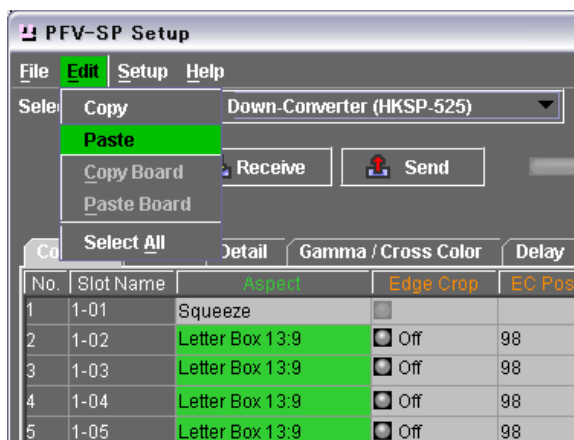 PFV-SP Setup
File Edit Setup Help
Down-Converter (HKSP-525)
Copy
Paste
Copy Board
Paste Board
Select All
Receive Send
Detail Gamma / Cross Color Delay
No. Slot Name Aspect Edge Crop EC Pos
1 1-01 Squeeze
2 1-02 Letter Box 13:9 Off 98
3 1-03 Letter Box 13:9 Off 98
4 1-04 Letter Box 13:9 Off 98
5 1-05 Letter Box 13:9 Off 98